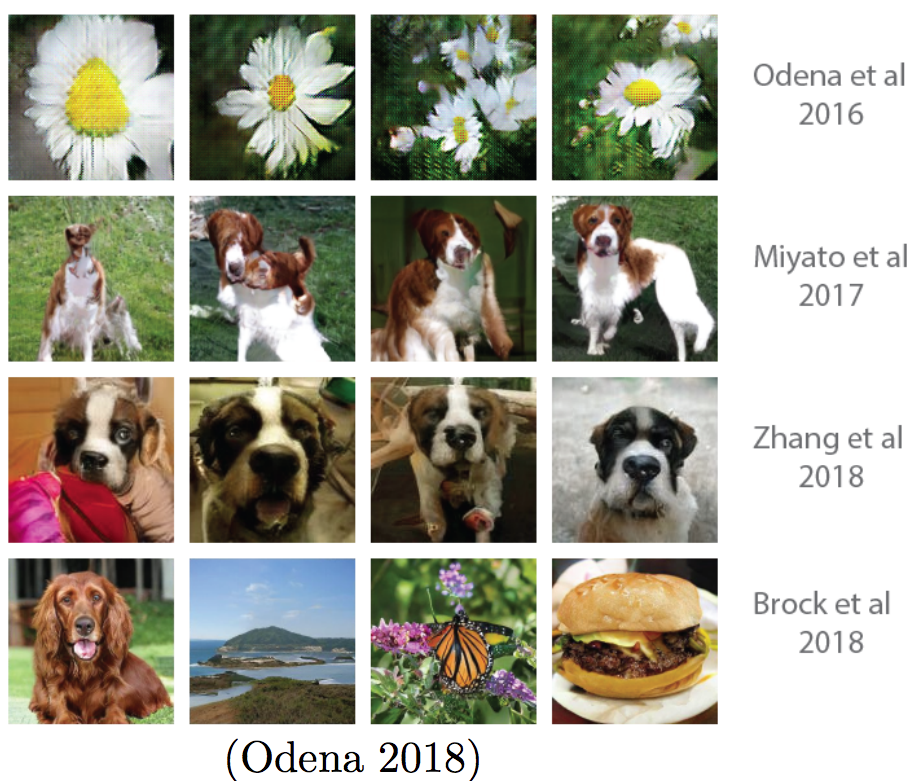 Odena et al
2016
Miyato et al
2017
Zhang et al
2018
Brock et al
2018
(Odena 2018)